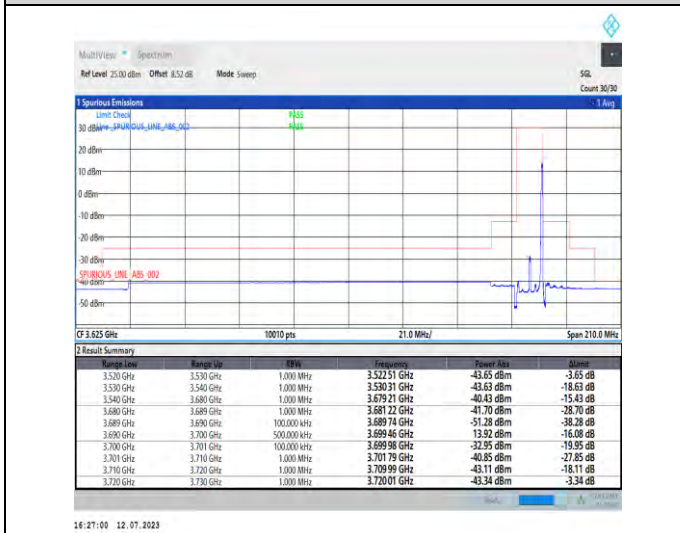 MultiView Spectrum
Ref Level 25.00 dBm Offset 8.52 dB Mode Sweep SGL
Count 30/30
1 Spurious Emissions 1 Avg
Limit Check PASS
30 dBm Line _SPURIOUS_LINE_ABS_002 PASS
20 dBm
10 dBm
0 dBm
-10 dBm
-20 dBm
-30 dBm
SPURIOUS_LINE_ABS_002
-40 dBm
-50 dBm
CF 3.625 GHz 10010 pts 21.0 MHz/ Span 210.0 MHz
2 Result Summary
Range Low Range Up RBW Frequency Power Abs ΔLimit
3.520 GHz 3.530 GHz 1.000 MHz 3.522 51 GHz -43.65 dBm -3.65 dB
3.530 GHz 3.540 GHz 1.000 MHz 3.530 31 GHz -43.63 dBm -18.63 dB
3.540 GHz 3.680 GHz 1.000 MHz 3.679 21 GHz -40.43 dBm -15.43 dB
3.680 GHz 3.689 GHz 1.000 MHz 3.681 22 GHz -41.70 dBm -28.70 dB
3.689 GHz 3.690 GHz 100.000 kHz 3.689 74 GHz -51.28 dBm -38.28 dB
3.690 GHz 3.700 GHz 500.000 kHz 3.699 46 GHz 13.92 dBm -16.08 dB
3.700 GHz 3.701 GHz 100.000 kHz 3.699 98 GHz -32.95 dBm -19.95 dB
3.701 GHz 3.710 GHz 1.000 MHz 3.701 79 GHz -40.85 dBm -27.85 dB
3.710 GHz 3.720 GHz 1.000 MHz 3.709 99 GHz -43.11 dBm -18.11 dB
3.720 GHz 3.730 GHz 1.000 MHz 3.720 01 GHz -43.34 dBm -3.34 dB
16:27:00 12.07.2023